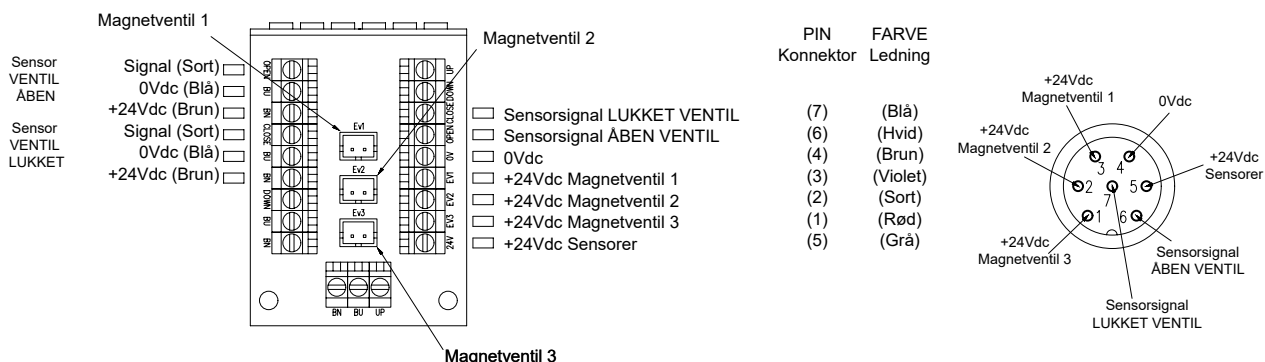 Magnetventil 1
Magnetventil 2
Sensor
VENTIL
ÅBEN
Signal (Sort)
0Vdc (Blå)
+24Vdc (Brun)
Sensor
VENTIL
LUKKET
Signal (Sort)
0Vdc (Blå)
+24Vdc (Brun)
OPEN
BU
BN
CLOSE
BU
BN
DOWN
BU
BN
Ev1
Ev2
Ev3
UP
DOWN
CLOSE
OPEN
0V
EV1
EV2
EV3
24V
BN BU UP
Magnetventil 3
Sensorsignal LUKKET VENTIL
Sensorsignal ÅBEN VENTIL
0Vdc
+24Vdc Magnetventil 1
+24Vdc Magnetventil 2
+24Vdc Magnetventil 3
+24Vdc Sensorer
PIN FARVE
Konnektor Ledning
(7) (Blå)
(6) (Hvid)
(4) (Brun)
(3) (Violet)
(2) (Sort)
(1) (Rød)
(5) (Grå)
+24Vdc
Magnetventil 1
0Vdc
+24Vdc
Magnetventil 2
+24Vdc
Sensorer
3 4
2 5
7
1 6
+24Vdc
Magnetventil 3
Sensorsignal
ÅBEN VENTIL
Sensorsignal
LUKKET VENTIL